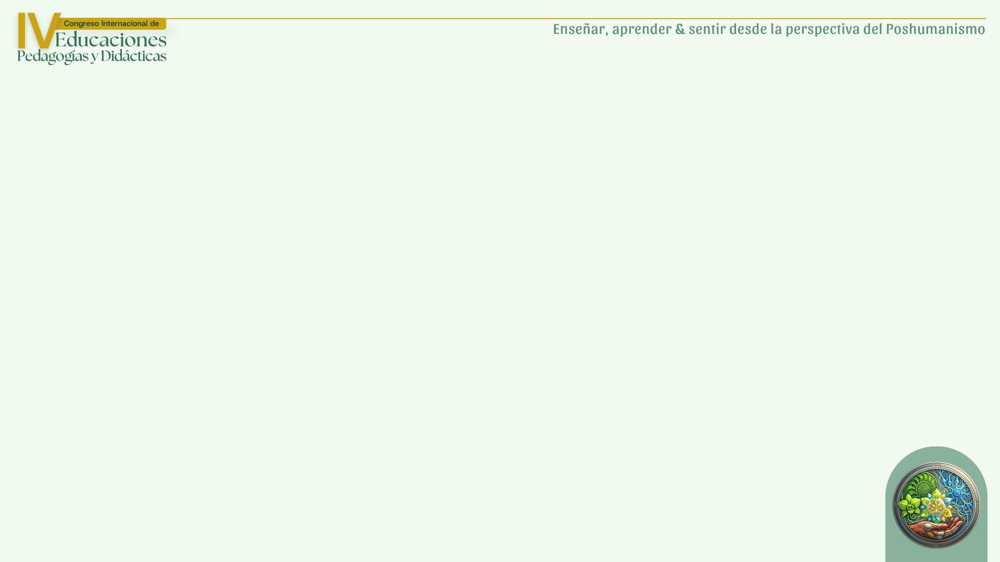 IV Congreso Internacional de
Educaciones
Pedagogías y Didácticas
Enseñar, aprender & sentir desde la perspectiva del Poshumanismo